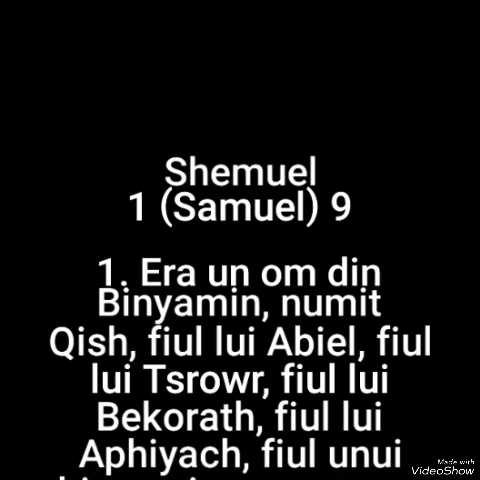 Shemuel
1 (Samuel) 9
1. Era un om din
Binyamin, numit
Qish, fiul lui Abiel, fiul
lui Tsrowr, fiul lui
Bekorath, fiul lui
Aphiyach, fiul unui
Made with
VideoShow